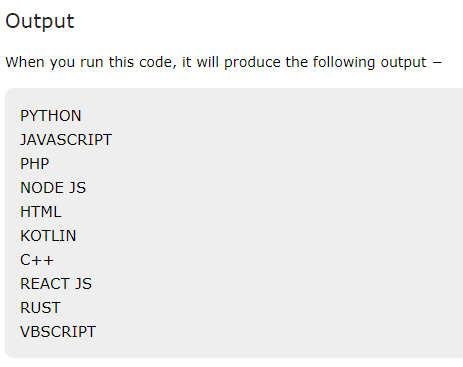 Output
When you run this code, it will produce the following output −
PYTHON
JAVASCRIPT
PHP
NODE JS
HTML
KOTLIN
C++
REACT JS
RUST
VBSCRIPT